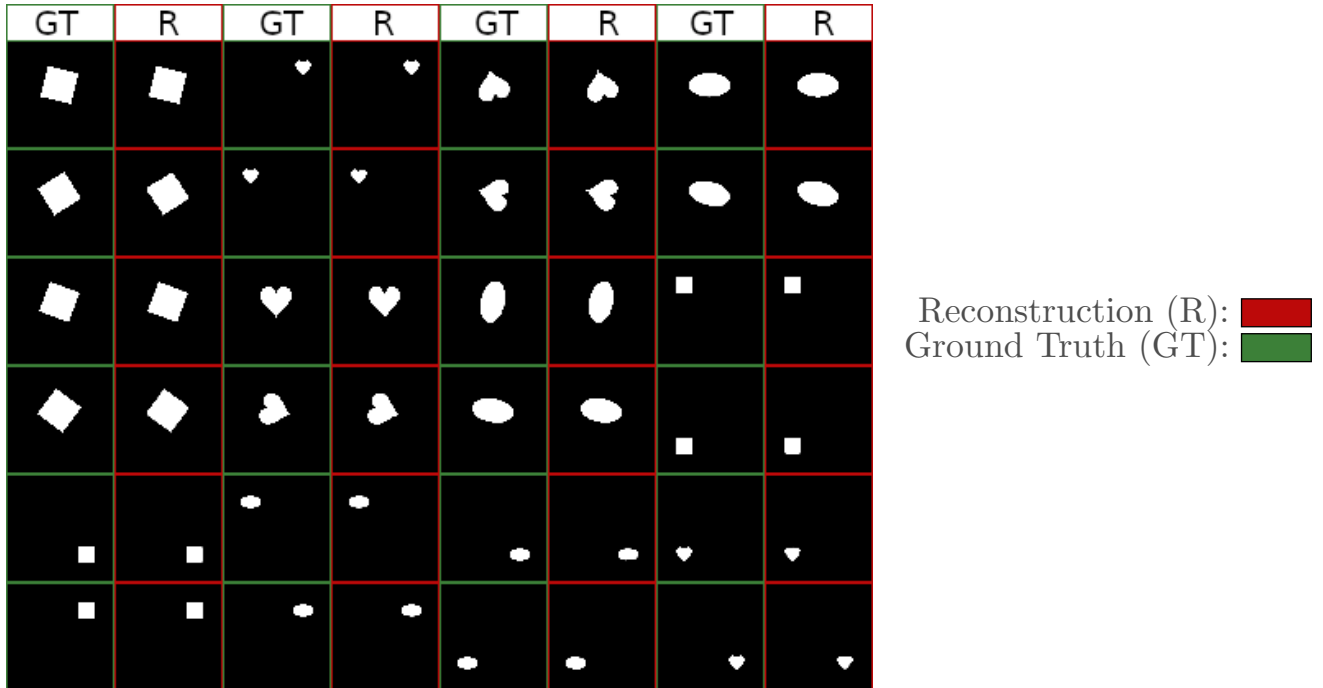 GT R GT R GT R GT R
Reconstruction (R):
Ground Truth (GT):